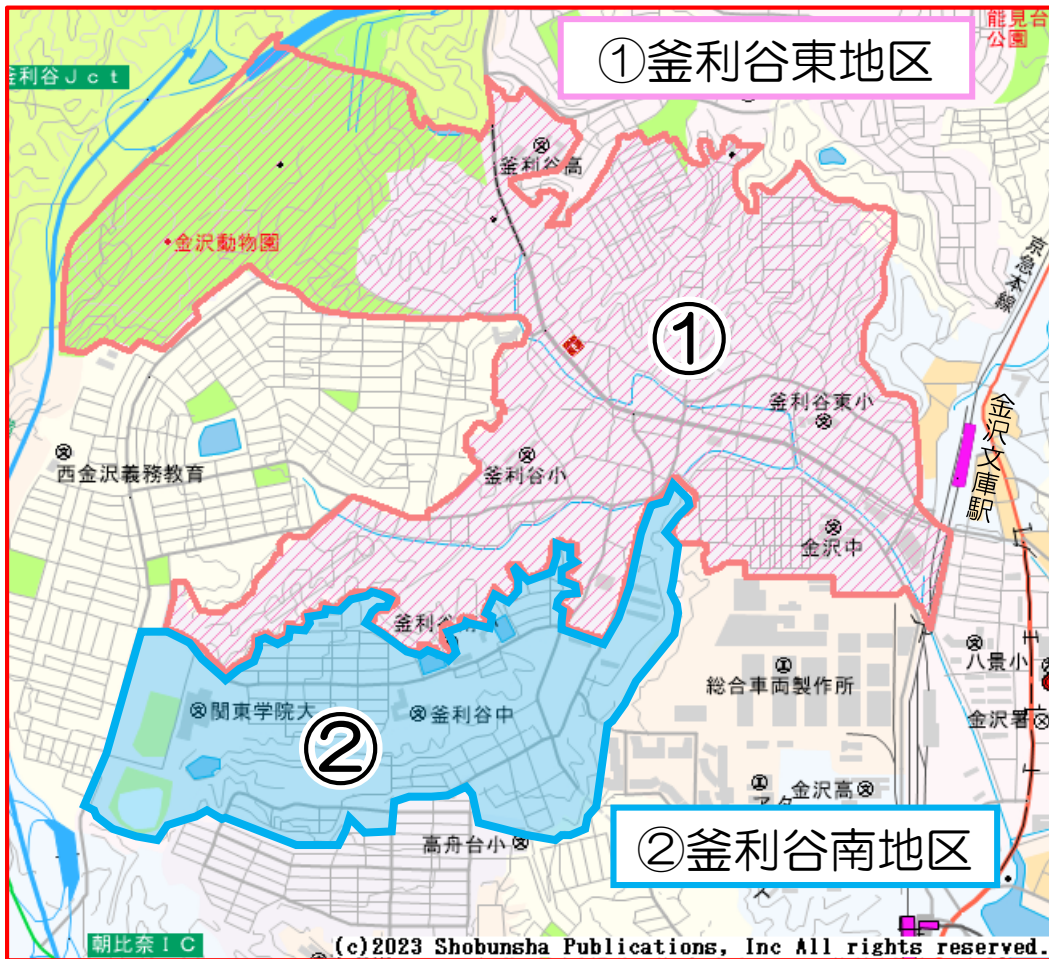 能見台
公園
①釜利谷東地区
釜利谷Jct
釜利谷高
金沢動物園
京急本線
①
釜利谷東小
金沢文庫駅
西金沢義務教育
釜利谷小
金沢中
釜利谷南小
八景小
総合車両製作所
関東学院大
釜利谷中
金沢署
②
金沢高
高舟台小
②釜利谷南地区
朝比奈IC
(c)2023 Shobunsha Publications, Inc All rights reserved.